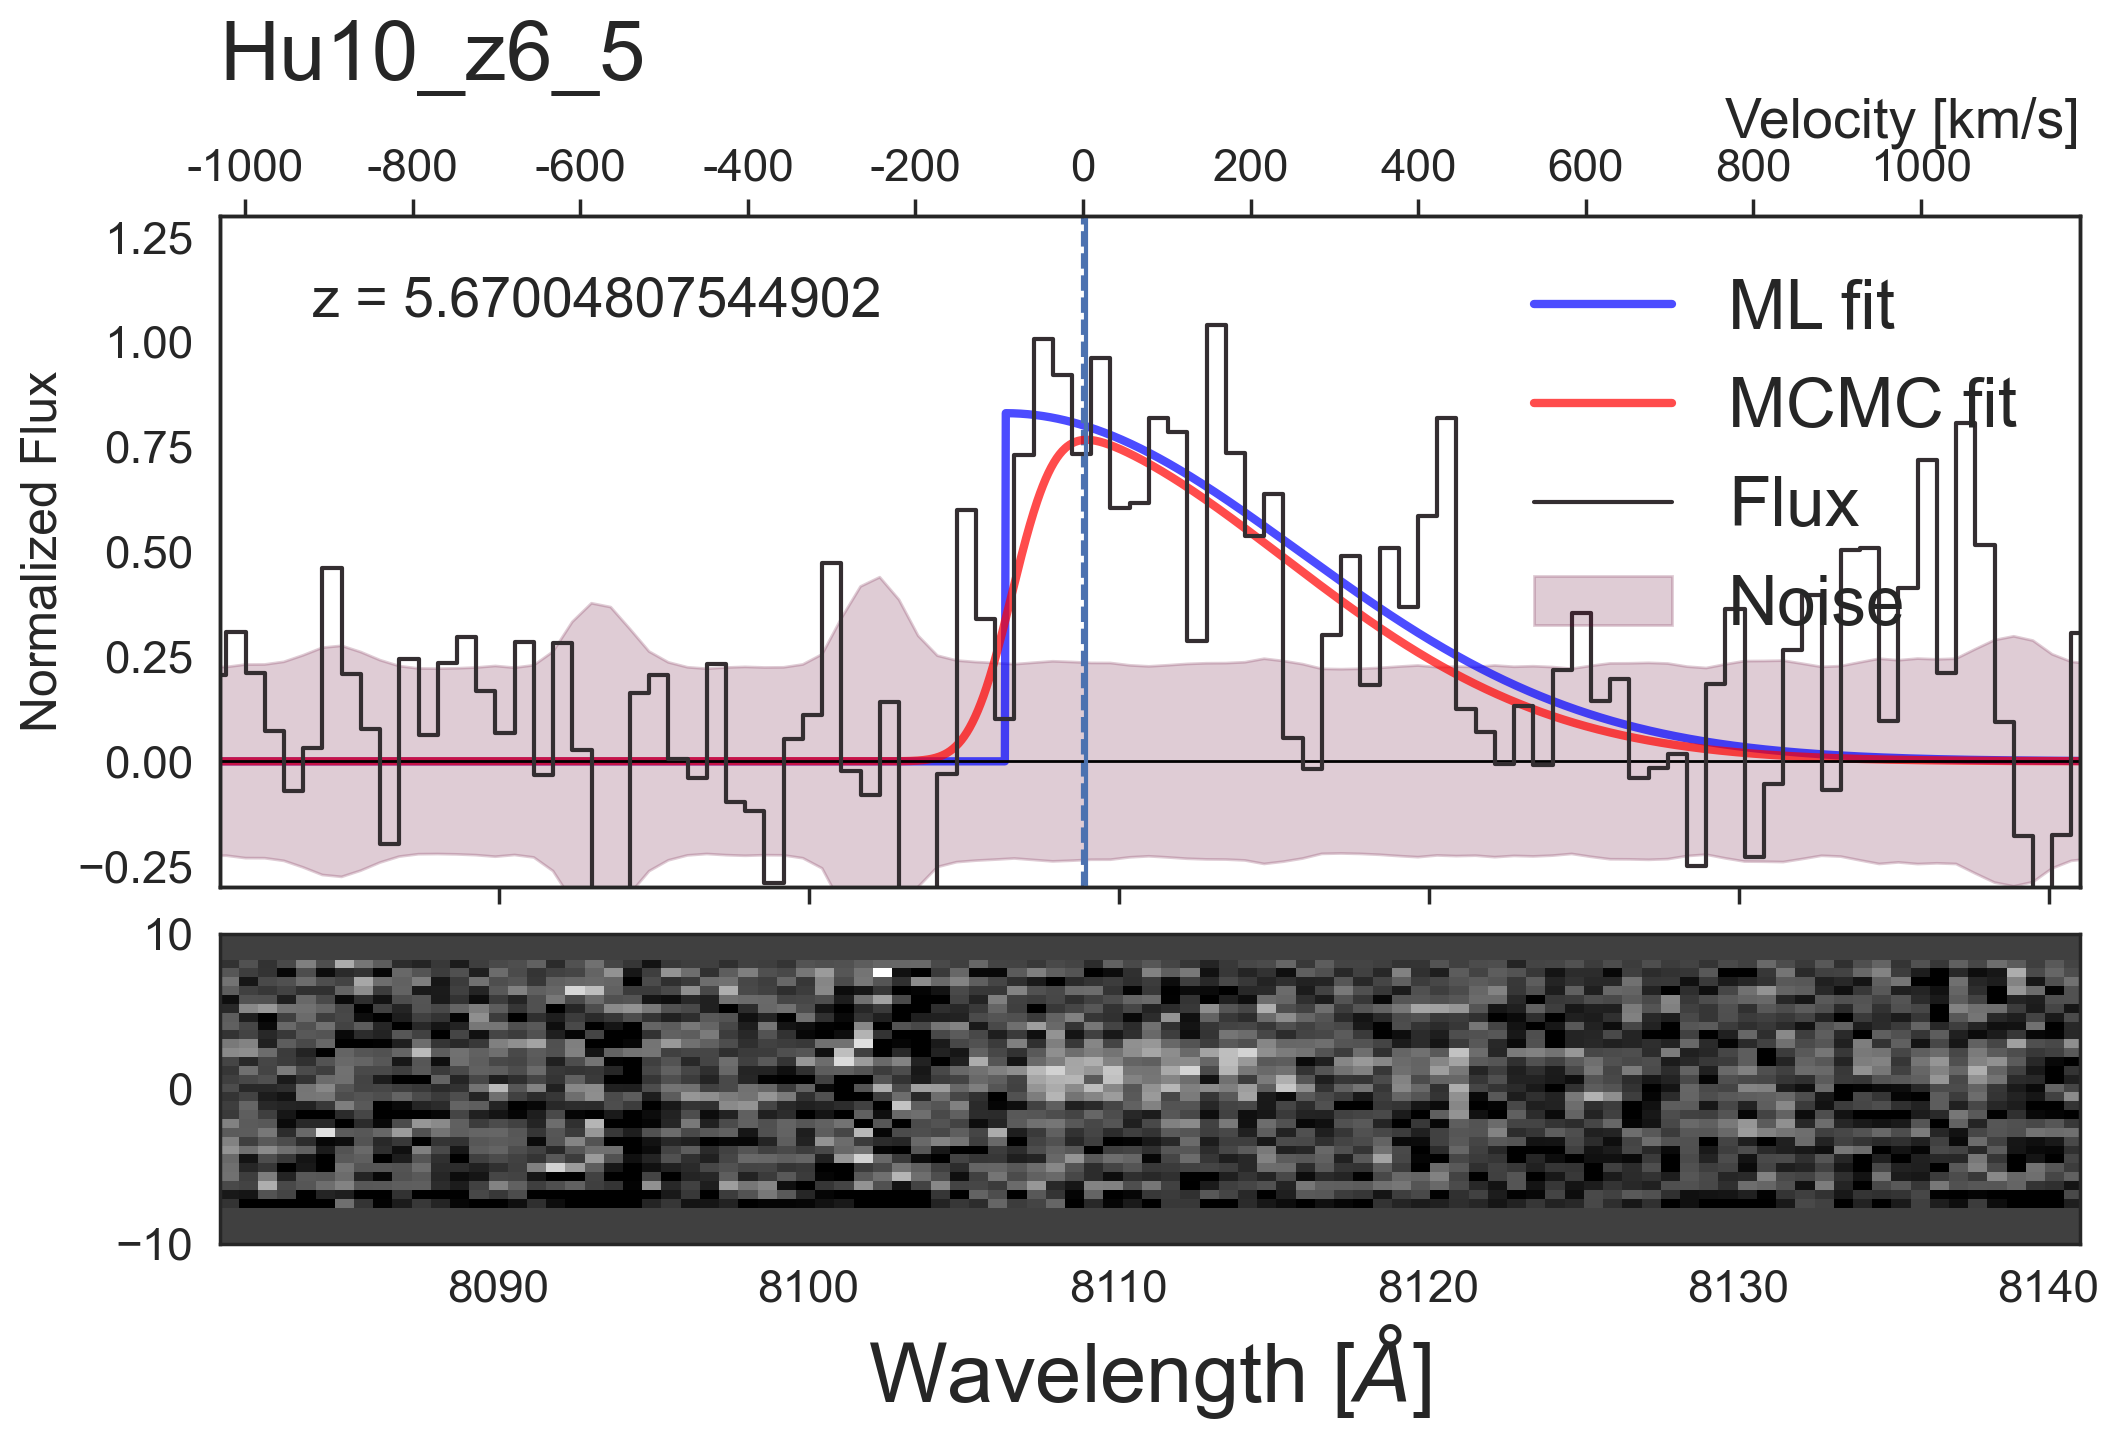 Hu10_z6_5
Velocity [km/s]
-1000 -800 -600 -400 -200 0 200 400 600 800 1000
1.25
1.00
0.75
0.50
0.25
0.00
−0.25
Normalized Flux
z = 5.67004807544902
ML fit
MCMC fit
Flux
Noise
10
0
−10
8090 8100 8110 8120 8130 8140
Wavelength [Å]